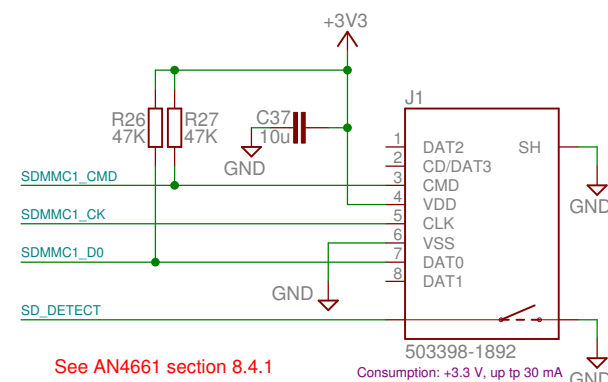 +3V3
J1
R26 R27 C37
47K 47K 10u
GND
1 DAT2 SH
2 CD/DAT3
SDMMC1_CMD 3 CMD
4 VDD
GND
SDMMC1_CK 5 CLK
6 VSS
SDMMC1_D0 7 DAT0
8 DAT1
GND
SD_DETECT
503398-1892
See AN4661 section 8.4.1
Consumption: +3.3 V, up tp 30 mA
GND